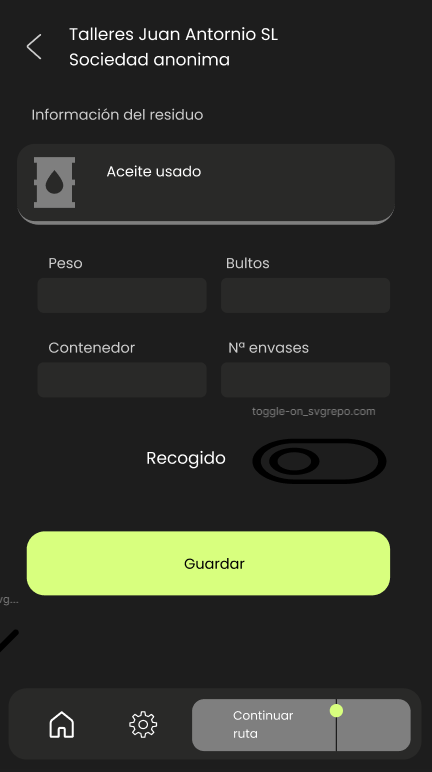 Talleres Juan Antornio SL
Sociedad anonima
Información del residuo
Aceite usado
Peso
Bultos
Contenedor
Nª envases
toggle-on_svgrepo.com
Recogido
Guardar
vg...
Continuar
ruta